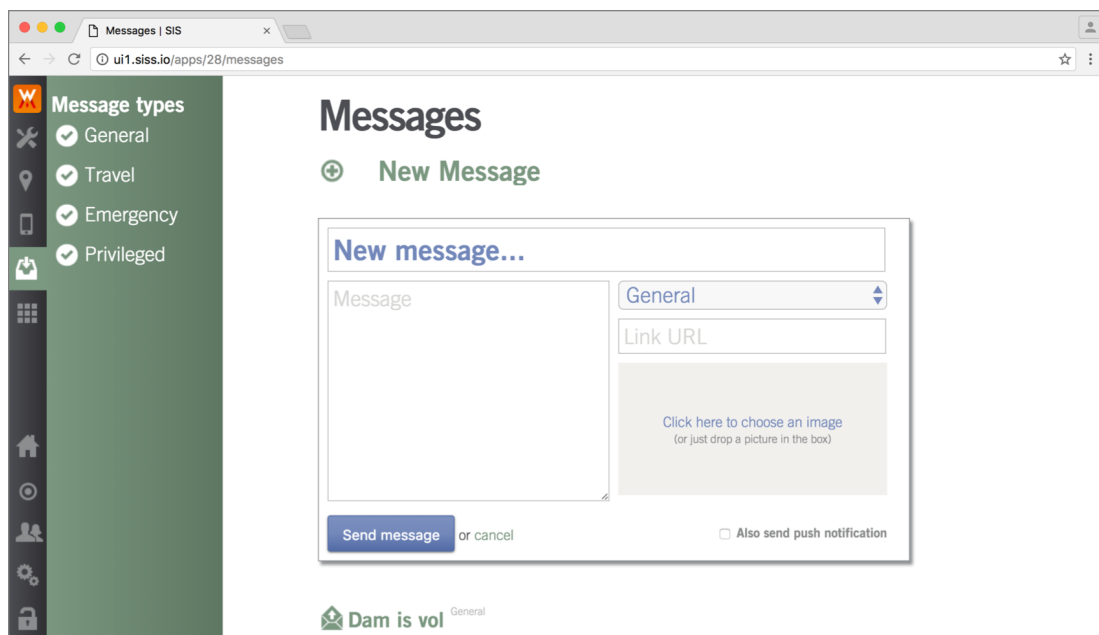 Messages | SIS
ui1.siss.io/apps/28/messages
Message types
General
Travel
Emergency
Privileged
Messages
New Message
New message...
Message
General
Link URL
Click here to choose an image
(or just drop a picture in the box)
Send message or cancel
Also send push notification
Dam is vol General